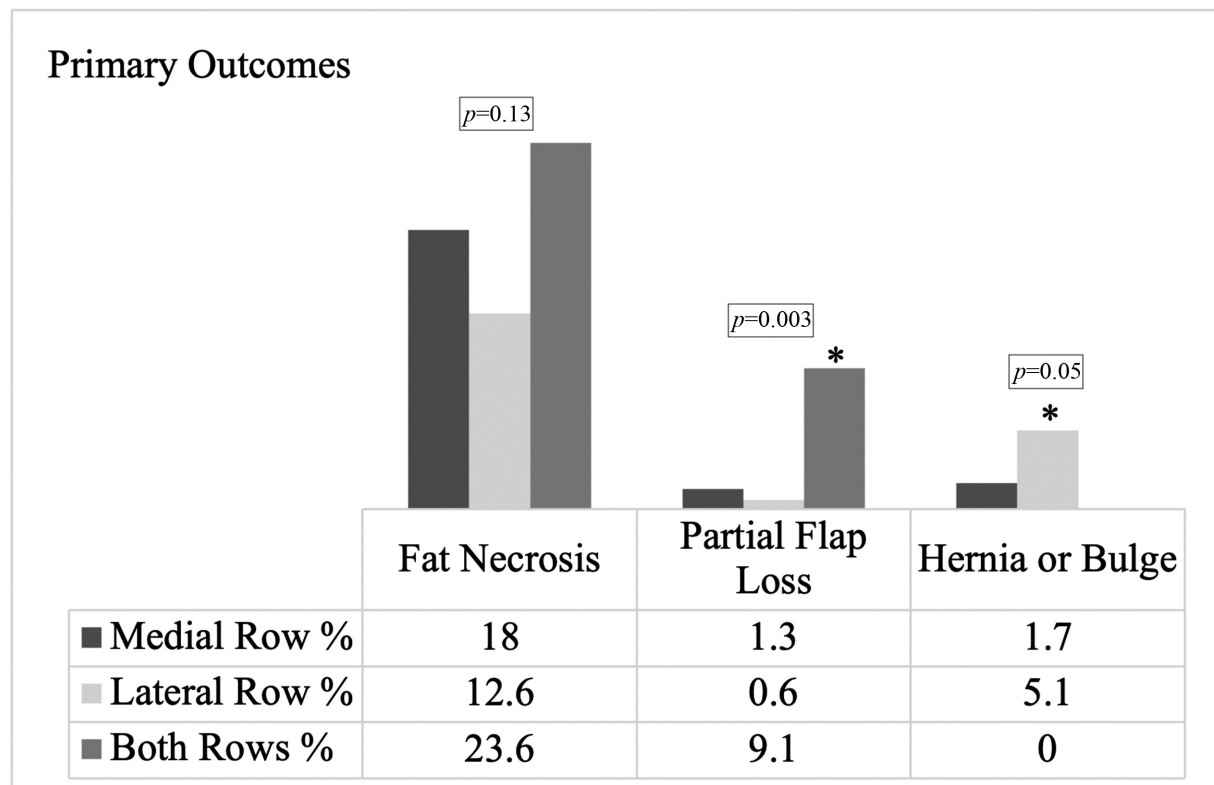 Primary Outcomes
p=0.13
p=0.003
*
p=0.05
*
Fat Necrosis
Partial Flap
Loss
Hernia or Bulge
Medial Row % 18 1.3 1.7
Lateral Row % 12.6 0.6 5.1
Both Rows % 23.6 9.1 0